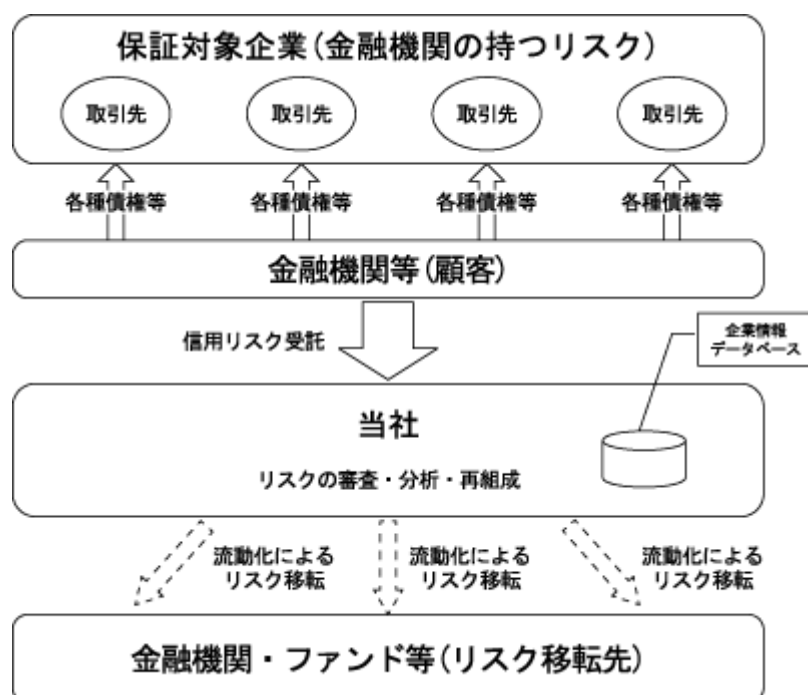 保証対象企業(金融機関の持つリスク)
取引先 取引先 取引先 取引先
各種債権等 各種債権等 各種債権等 各種債権等
金融機関等(顧客)
信用リスク受託
企業情報
データベース
当社
リスクの審査・分析・再組成
流動化による
リスク移転
流動化による
リスク移転
流動化による
リスク移転
金融機関・ファンド等(リスク移転先)